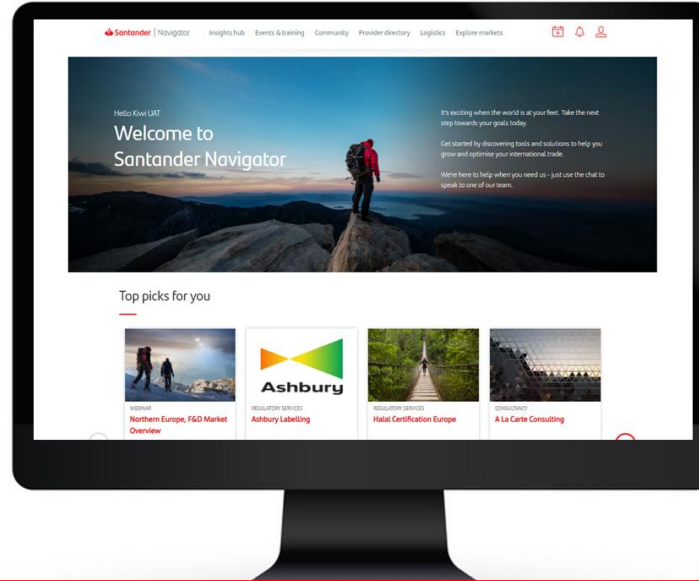 Santander | Navigator Insights hub Events & training Community Provider directory Logistics Explore markets
Hello Kiwi UAT
Welcome to
Santander Navigator
It's exciting when the world is at your feet. Take the next
step towards your goals today.
Get started by discovering tools and solutions to help you
grow and optimise your international trade.
We're here to help when you need us - just use the chat to
speak to one of our team.
Top picks for you
Ashbury
WEBINAR
Northern Europe, F&D Market
Overview
REGULATORY SERVICES
Ashbury Labelling
REGULATORY SERVICES
Halal Certification Europe
CONSULTANCY
A La Carte Consulting